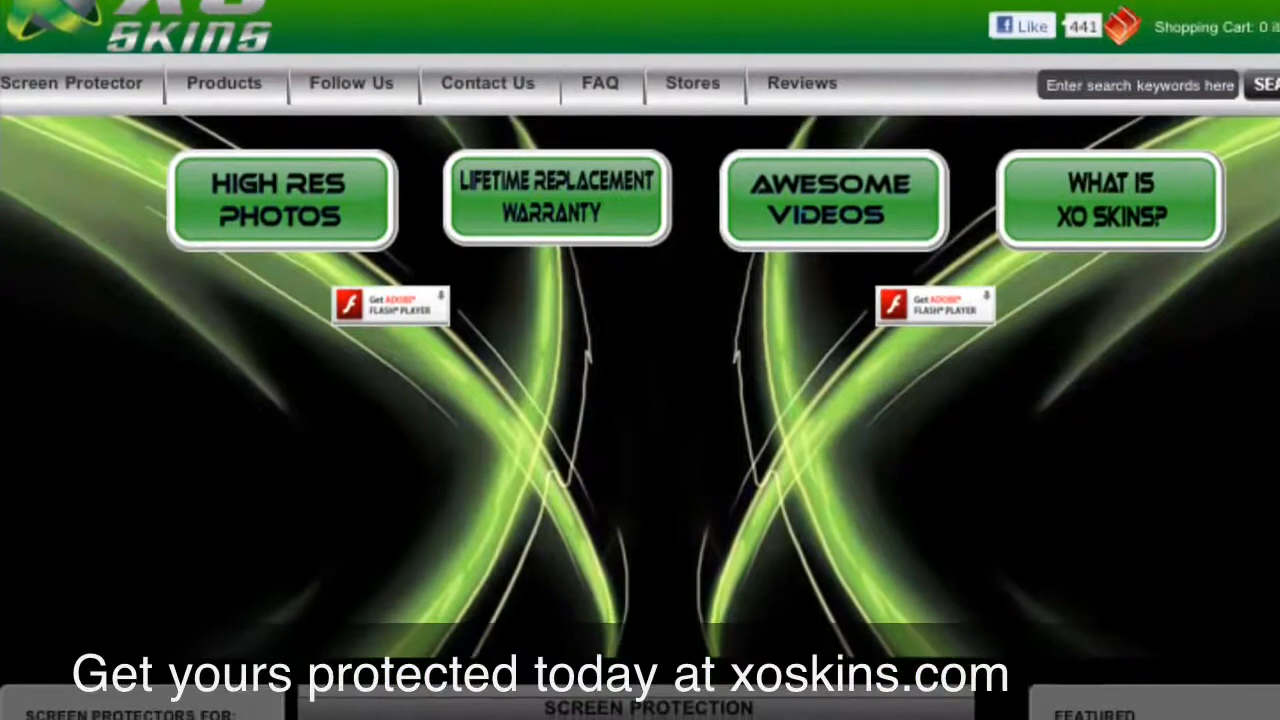 XO
SKINS
Like
441
Shopping Cart: 0
Screen Protector
Products
Follow Us
Contact Us
FAQ
Stores
Reviews
Enter search keywords here
SEA
HIGH RES
PHOTOS
LIFETIME REPLACEMENT
WARRANTY
AWESOME
VIDEOS
WHAT IS
XO SKINS?
Get ADOBE®
FLASH® PLAYER
Get ADOBE®
FLASH® PLAYER
Get yours protected today at xoskins.com
SCREEN PROTECTORS FOR:
SCREEN PROTECTION
FEATURED